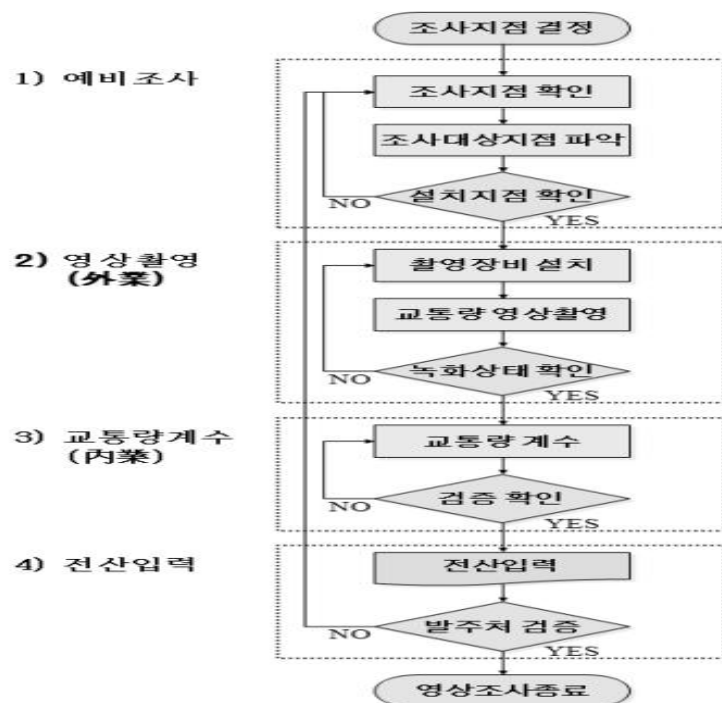 조사지점 결정
1) 예비조사
조사지점 확인
조사대상지점 파악
설치지점 확인
NO
YES
2) 영상촬영
(外業)
촬영장비 설치
교통량 영상촬영
녹화상태 확인
NO
YES
3) 교통량계수
(內業)
교통량 계수
검증 확인
NO
YES
4) 전산입력
전산입력
발주처 검증
NO
YES
영상조사종료